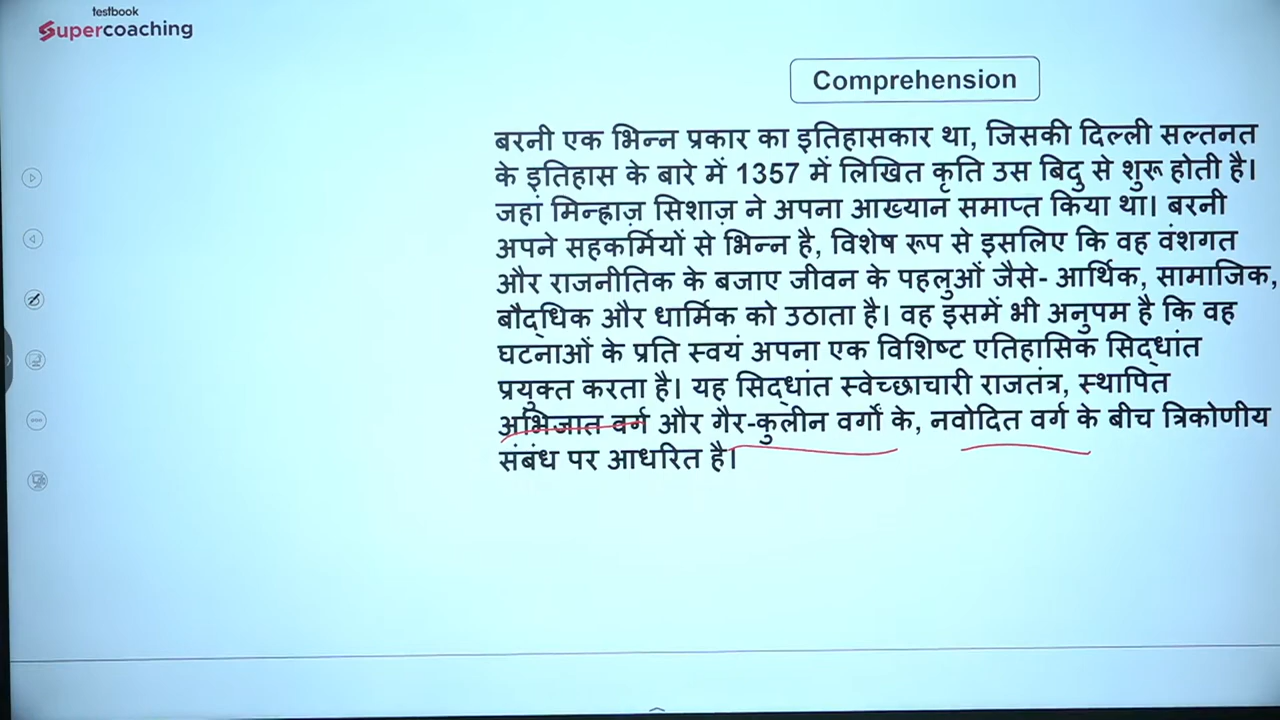 testbook
Supercoaching
Comprehension
बरनी एक भिन्न प्रकार का इतिहासकार था, जिसकी दिल्ली सल्तनत
के इतिहास के बारे में 1357 में लिखित कृति उस बिदु से शुरू होती है।
जहां मिन्हाज़ सिशाज़ ने अपना आख्यान समाप्त किया था। बरनी
अपने सहकर्मियों से भिन्न है, विशेष रूप से इसलिए कि वह वंशगत
और राजनीतिक के बजाए जीवन के पहलुओं जैसे- आर्थिक, सामाजिक,
बौद्धिक और धार्मिक को उठाता है। वह इसमें भी अनुपम है कि वह
घटनाओं के प्रति स्वयं अपना एक विशिष्ट एतिहासिक सिद्धांत
प्रयुक्त करता है। यह सिद्धांत स्वेच्छाचारी राजतंत्र, स्थापित
अभिजात वर्ग और गैर-कुलीन वर्गों के, नवोदित वर्ग के बीच त्रिकोणीय
संबंध पर आधरित है।